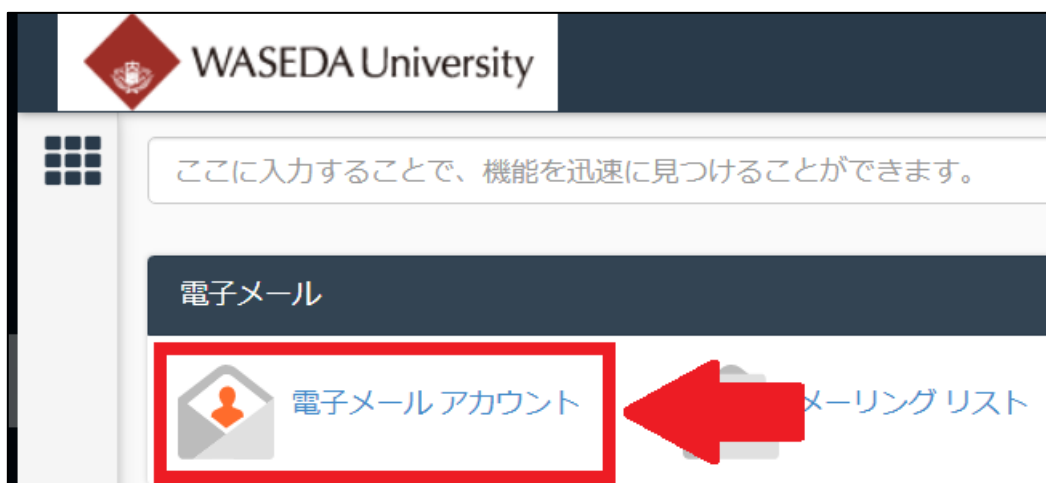 WASEDA University
ここに入力することで、機能を迅速に見つけることができます。
電子メール
電子メール アカウント
メーリング リスト